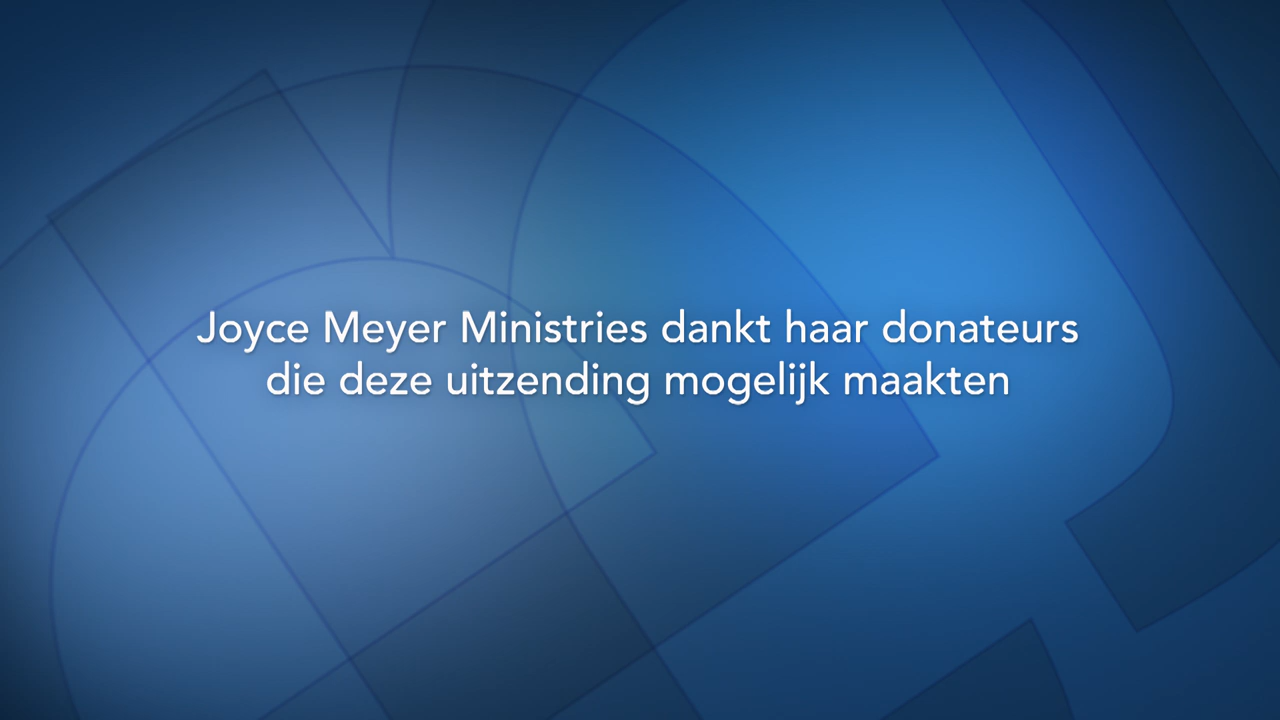 Joyce Meyer Ministries dankt haar donateurs
die deze uitzending mogelijk maakten